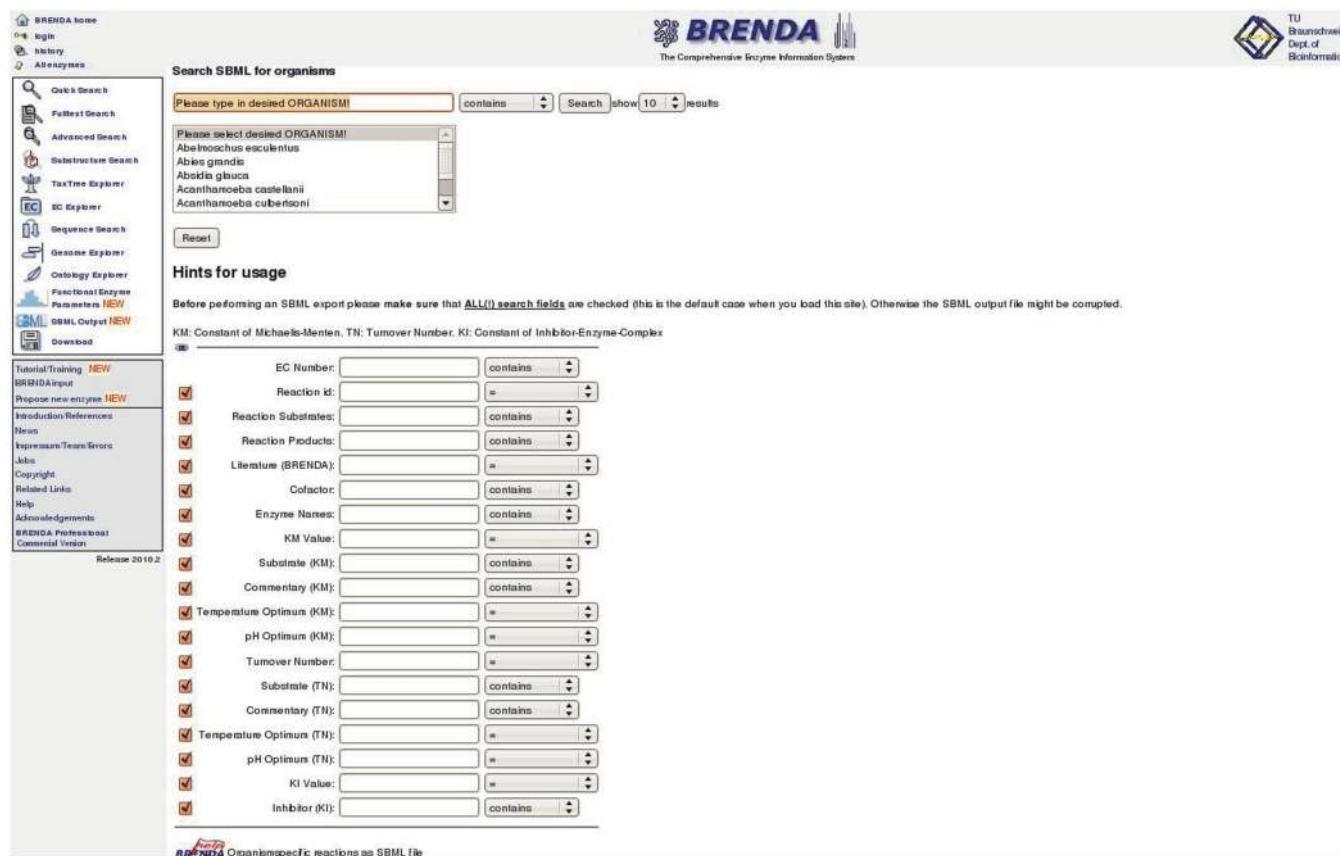 BRENDA home
login
history
All enzymes
Quick Search
Fulltext Search
Advanced Search
Substructure Search
TaxTree Explorer
EC
EC Explorer
Sequence Search
Genome Explorer
Ontology Explorer
Functional Enzyme
Parameters NEW
SBML
SBML Output NEW
Download
Tutorial/Training NEW
BRENDA input
Propose new enzyme NEW
Introduction/References
News
Impressum/Team/Errors
Jobs
Copyright
Related Links
Help
Acknowledgements
BRENDA Professional
Commercial Version
Release 2010.2
BRENDA
The Comprehensive Enzyme Information System
TU
Braunschwei
Dept. of
Bioinformatic
Search SBML for organisms
Please type in desired ORGANISM! contains Search show 10 results
Please select desired ORGANISM!
Abelmoschus esculentus
Abies grandis
Absidia glauca
Acanthamoeba castellanii
Acanthamoeba culbertsoni
Reset
Hints for usage
Before performing an SBML export please make sure that ALL(!) search fields are checked (this is the default case when you load this site). Otherwise the SBML output file might be corrupted.
KM: Constant of Michaelis-Menten, TN: Turnover Number, KI: Constant of Inhibitor-Enzyme-Complex
EC Number: contains
Reaction id: =
Reaction Substrates: contains
Reaction Products: contains
Literature (BRENDA): =
Cofactor: contains
Enzyme Names: contains
KM Value: =
Substrate (KM): contains
Commentary (KM): contains
Temperature Optimum (KM): =
pH Optimum (KM): =
Turnover Number: =
Substrate (TN): contains
Commentary (TN): contains
Temperature Optimum (TN): =
pH Optimum (TN): =
KI Value: =
Inhibitor (KI): contains
help
BRENDA Organismspecific reactions as SBML file